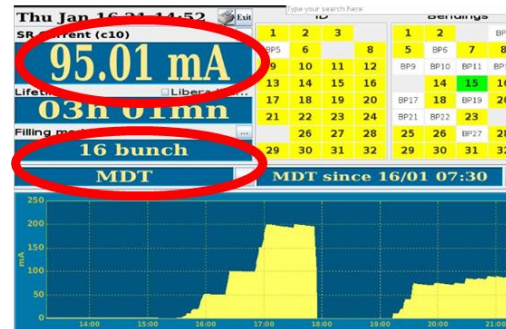 Type your search here.
Thu Jan 16 21:14:52 Exit
SR Current (c10)
95.01 mA
03h 01mn
16 bunch
MDT
MDT since 16/01 07:30
ID
1 2 3
BP5 6 8
9 10 11 12
13 14 15 16
17 18 19 20
21 22 23 24
26 27 28
29 30 31 32
Bendings
1 2
5 BP6 7 8
BP9 BP10 BP11
14 15 16
BP17 18 BP19
BP21 BP22 23
25 26 BP27 28
29 30 31 32
mA
250
200
150
100
50
0
14:00 15:00 16:00 17:00 18:00 19:00 20:00 21:00